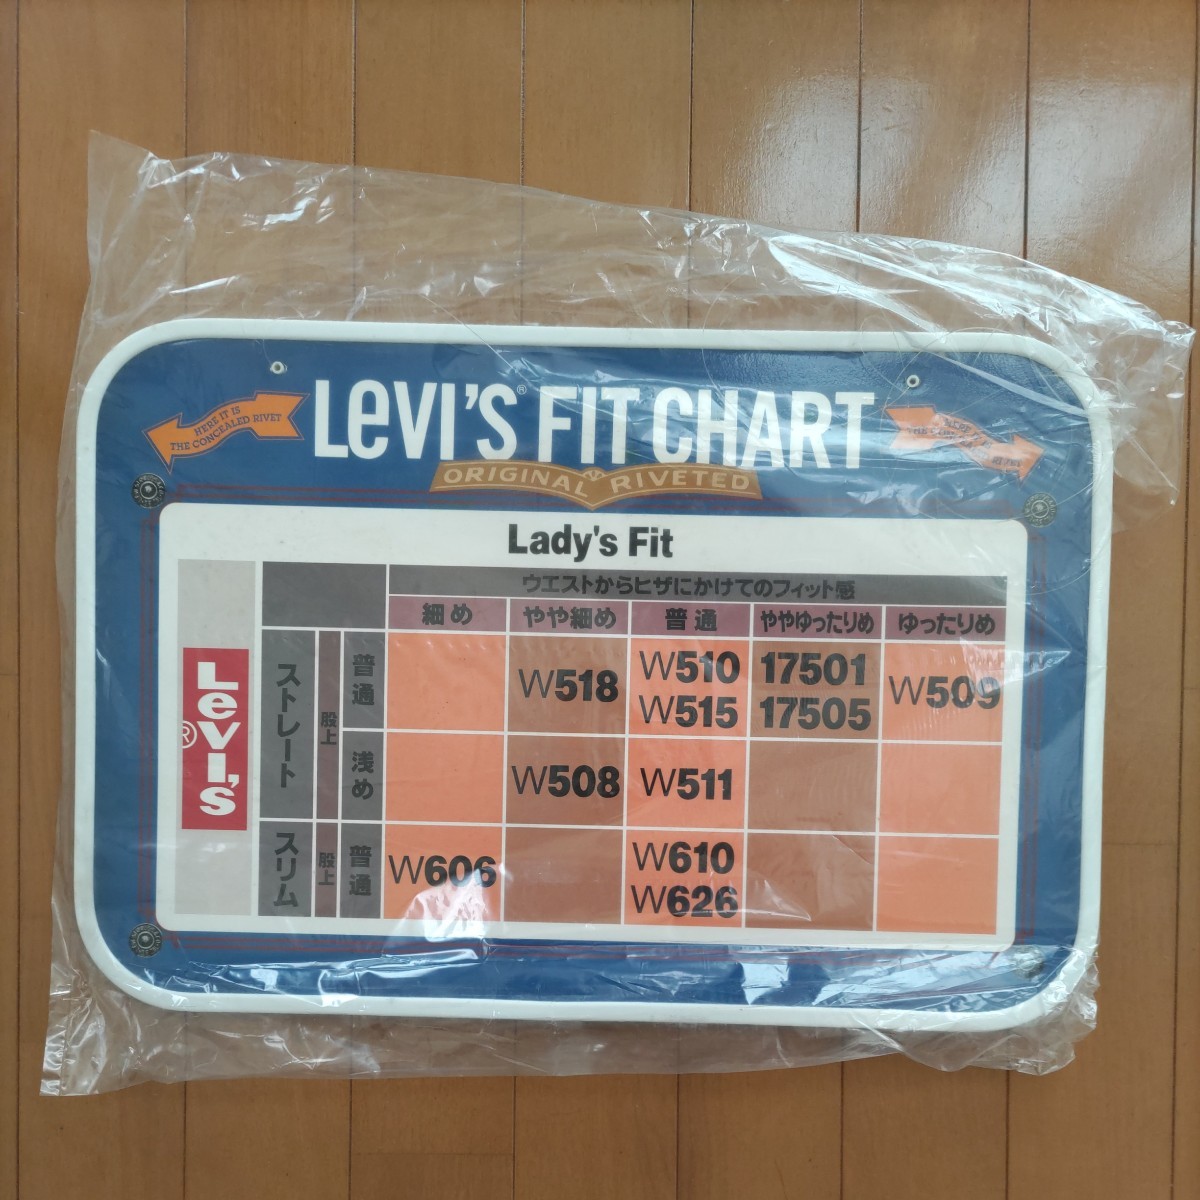 LEVI'S® FIT CHART
HERE IT IS
THE CONCEALED RIVET
ORIGINAL RIVETED
Lady's Fit
ウエストからヒザにかけてのフィット感
細め やや細め 普通 ややゆったりめ ゆったりめ
Levi's®
ストレート 股上 普通 W518 W510 17501 W509
W515 17505
浅め W508 W511
スリム 股上 普通 W606 W610
W626